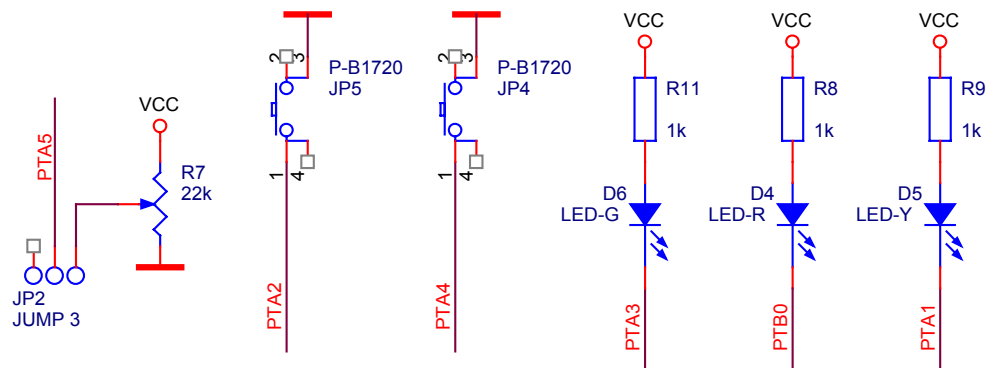 PTA5
VCC
R7
22k
JP2
JUMP 3
2
3
P-B1720
JP5
1
4
PTA2
2
3
P-B1720
JP4
1
4
PTA4
VCC
R11
1k
D6
LED-G
PTA3
VCC
R8
1k
D4
LED-R
PTB0
VCC
R9
1k
D5
LED-Y
PTA1